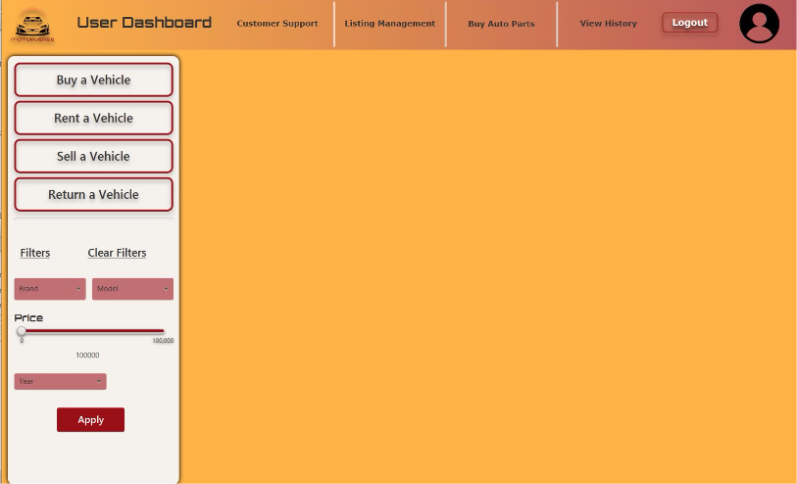 MOTORVERSE
User Dashboard
Customer Support
Listing Management
Buy Auto Parts
View History
Logout
Buy a Vehicle
Rent a Vehicle
Sell a Vehicle
Return a Vehicle
Filters
Clear Filters
Brand
Model
Price
0
100,000
100000
Year
Apply